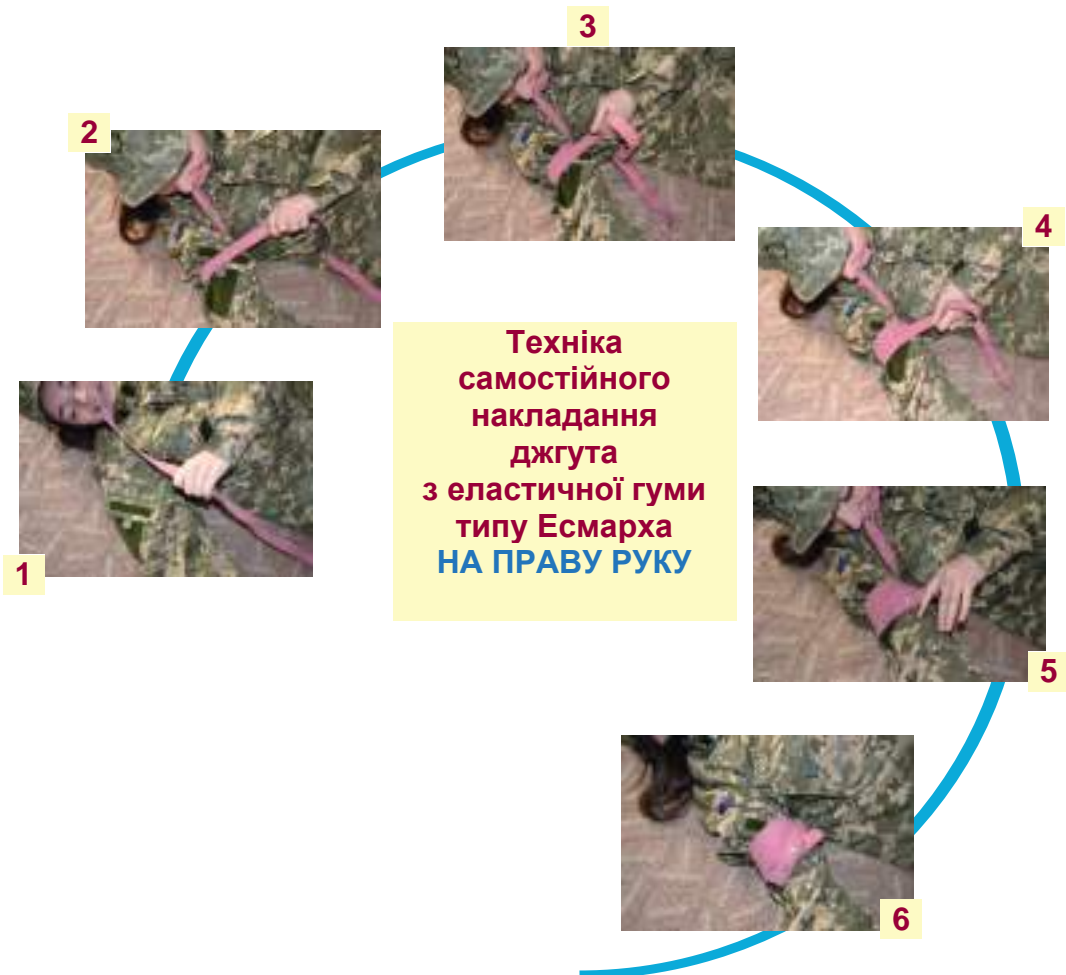 3
2
4
Техніка
самостійного
накладання
джгута
з еластичної гуми
типу Есмарха
НА ПРАВУ РУКУ
1
5
6